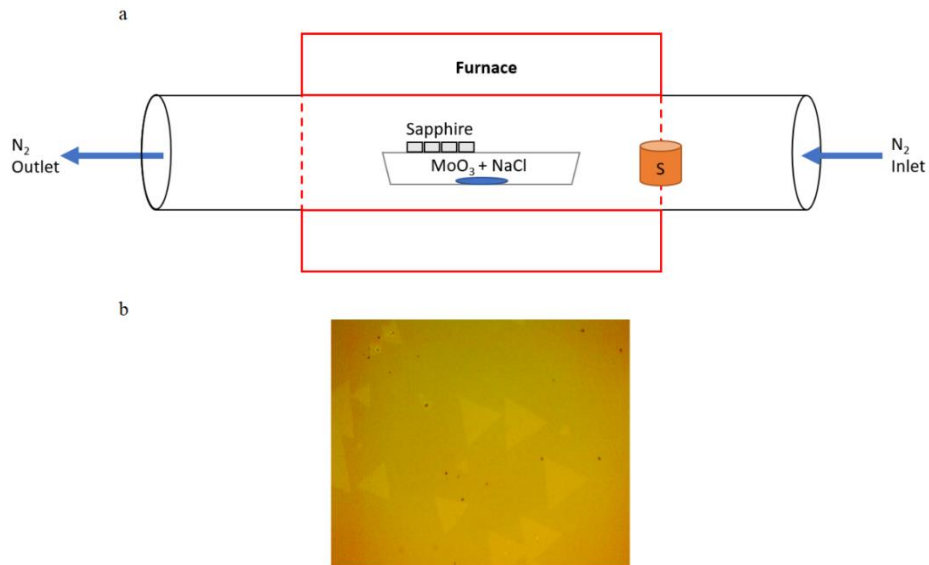 a
Furnace
Sapphire
N₂
Outlet
MoO₃ + NaCl
S
N₂
Inlet
b